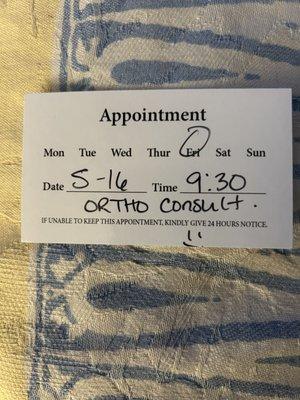 Appointment
Mon Tue Wed Thur Fri Sat Sun
Date 5-16 Time 9:30
ORTHO CONSULt.
IF UNABLE TO KEEP THIS APPOINTMENT, KINDLY GIVE 24 HOURS NOTICE.